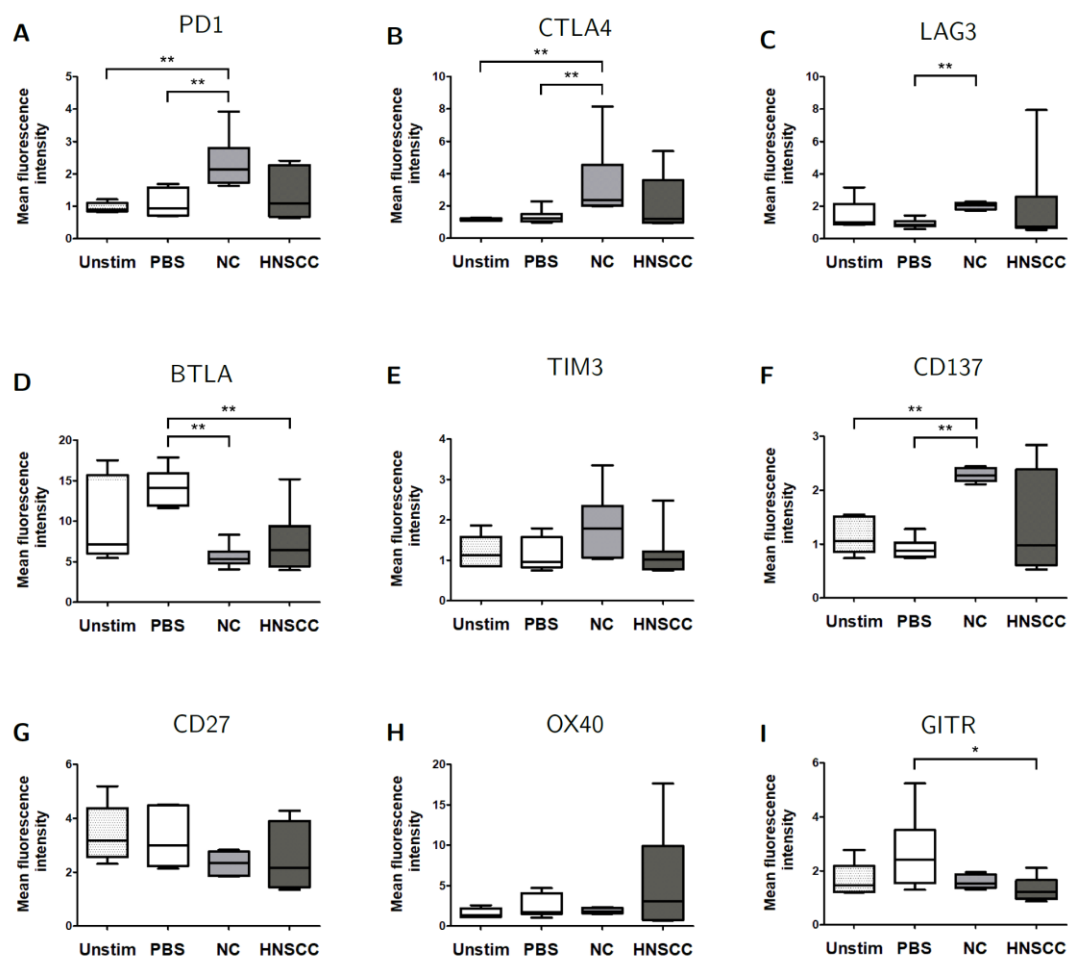 A PD1
**
**
Mean fluorescence
intensity
5
4
3
2
1
0
Unstim PBS NC HNSCC
B CTLA4
**
**
Mean fluorescence
intensity
10
8
6
4
2
0
Unstim PBS NC HNSCC
C LAG3
**
Mean fluorescence
intensity
10
8
6
4
2
0
Unstim PBS NC HNSCC
D BTLA
**
**
Mean fluorescence
intensity
20
15
10
5
0
Unstim PBS NC HNSCC
E TIM3
Mean fluorescence
intensity
4
3
2
1
0
Unstim PBS NC HNSCC
F CD137
**
**
Mean fluorescence
intensity
3
2
1
0
Unstim PBS NC HNSCC
G CD27
Mean fluorescence
intensity
6
4
2
0
Unstim PBS NC HNSCC
H OX40
Mean fluorescence
intensity
20
15
10
5
0
Unstim PBS NC HNSCC
I GITR
*
Mean fluorescence
intensity
6
4
2
0
Unstim PBS NC HNSCC